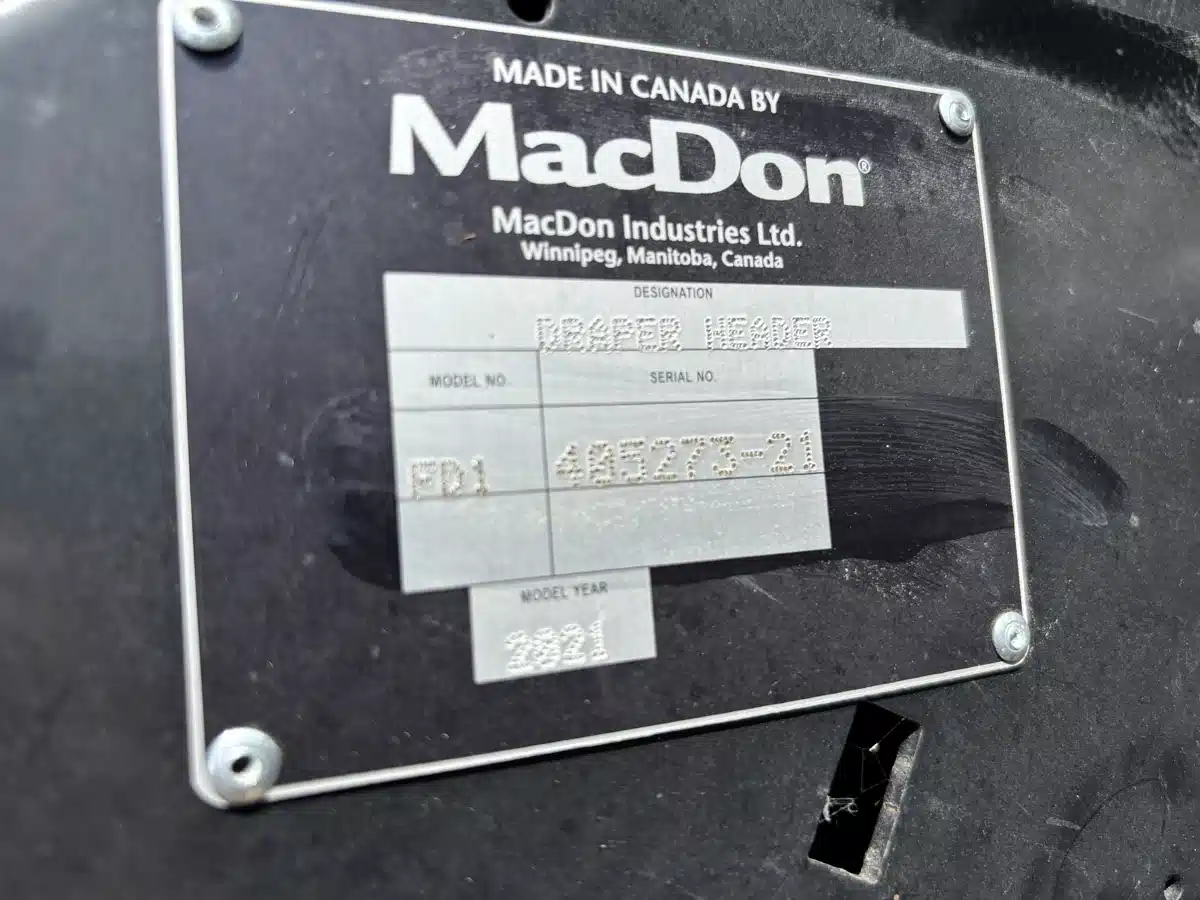 MADE IN CANADA BY
MacDon®
MacDon Industries Ltd.
Winnipeg, Manitoba, Canada
DESIGNATION
DRAPER HEADER
MODEL NO.
SERIAL NO.
FD1
405273-21
MODEL YEAR
2021